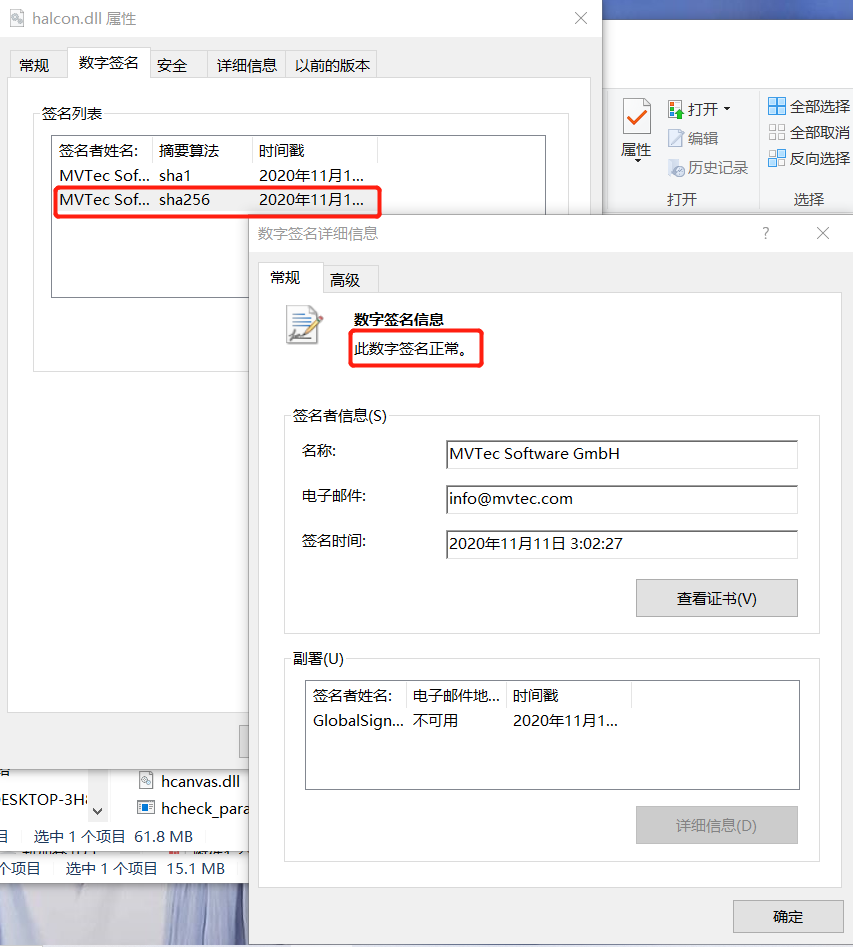 halcon.dll 属性
常规
数字签名
安全
详细信息
以前的版本
签名列表
签名者姓名:
摘要算法
时间戳
MVTec Sof...
sha1
2020年11月1...
MVTec Sof...
sha256
2020年11月1...
属性
打开
编辑
历史记录
打开
全部选择
全部取消
反向选择
选择
数字签名详细信息
?
常规
高级
数字签名信息
此数字签名正常。
签名者信息(S)
名称:
MVTec Software GmbH
电子邮件:
info@mvtec.com
签名时间:
2020年11月11日 3:02:27
查看证书(V)
副署(U)
签名者姓名:
电子邮件地...
时间戳
GlobalSign...
不可用
2020年11月1...
详细信息(D)
确定
hcanvas.dll
hcheck_para
选中 1 个项目 61.8 MB
个项目
选中 1 个项目 15.1 MB